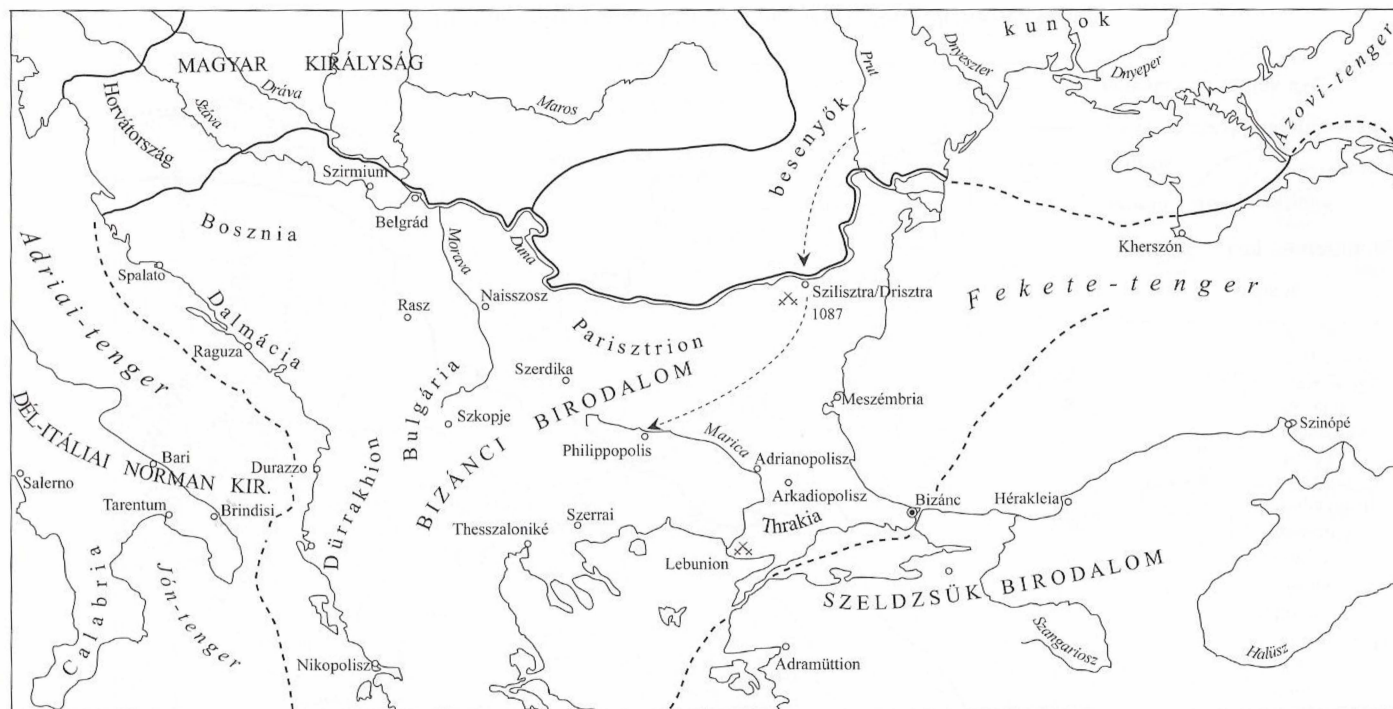 MAGYAR KIRÁLYSÁG
Horvátország
Száva
Dráva
Maros
Prut
Dnyeszter
kunok
Dnyeper
Azovi-tenger
besenyők
Szirmium
Belgrád
Bosznia
Morava
Duna
Kherszón
Adriai-tenger
Spalato
Dalmácia
Raguza
Rasz
Naisszosz
Szilisztra/Drisztra
1087
Fekete-tenger
Parisztrion
Szerdika
Bulgária
Szkopje
BIZÁNCI BIRODALOM
Philippopolis
Marica
Meszémbria
Szinópé
DÉL-ITÁLIAI NORMAN KIR.
Bari
Salerno
Tarentum
Brindisi
Durazzo
Dürrakhion
Adrianopolisz
Arkadiopolisz
Thrakia
Bizánc
Hérakleia
Thesszaloniké
Szerrai
Lebunion
SZELDZSÜK BIRODALOM
Calabria
Jón-tenger
Nikopolisz
Adramüttion
Szangariosz
Halüsz